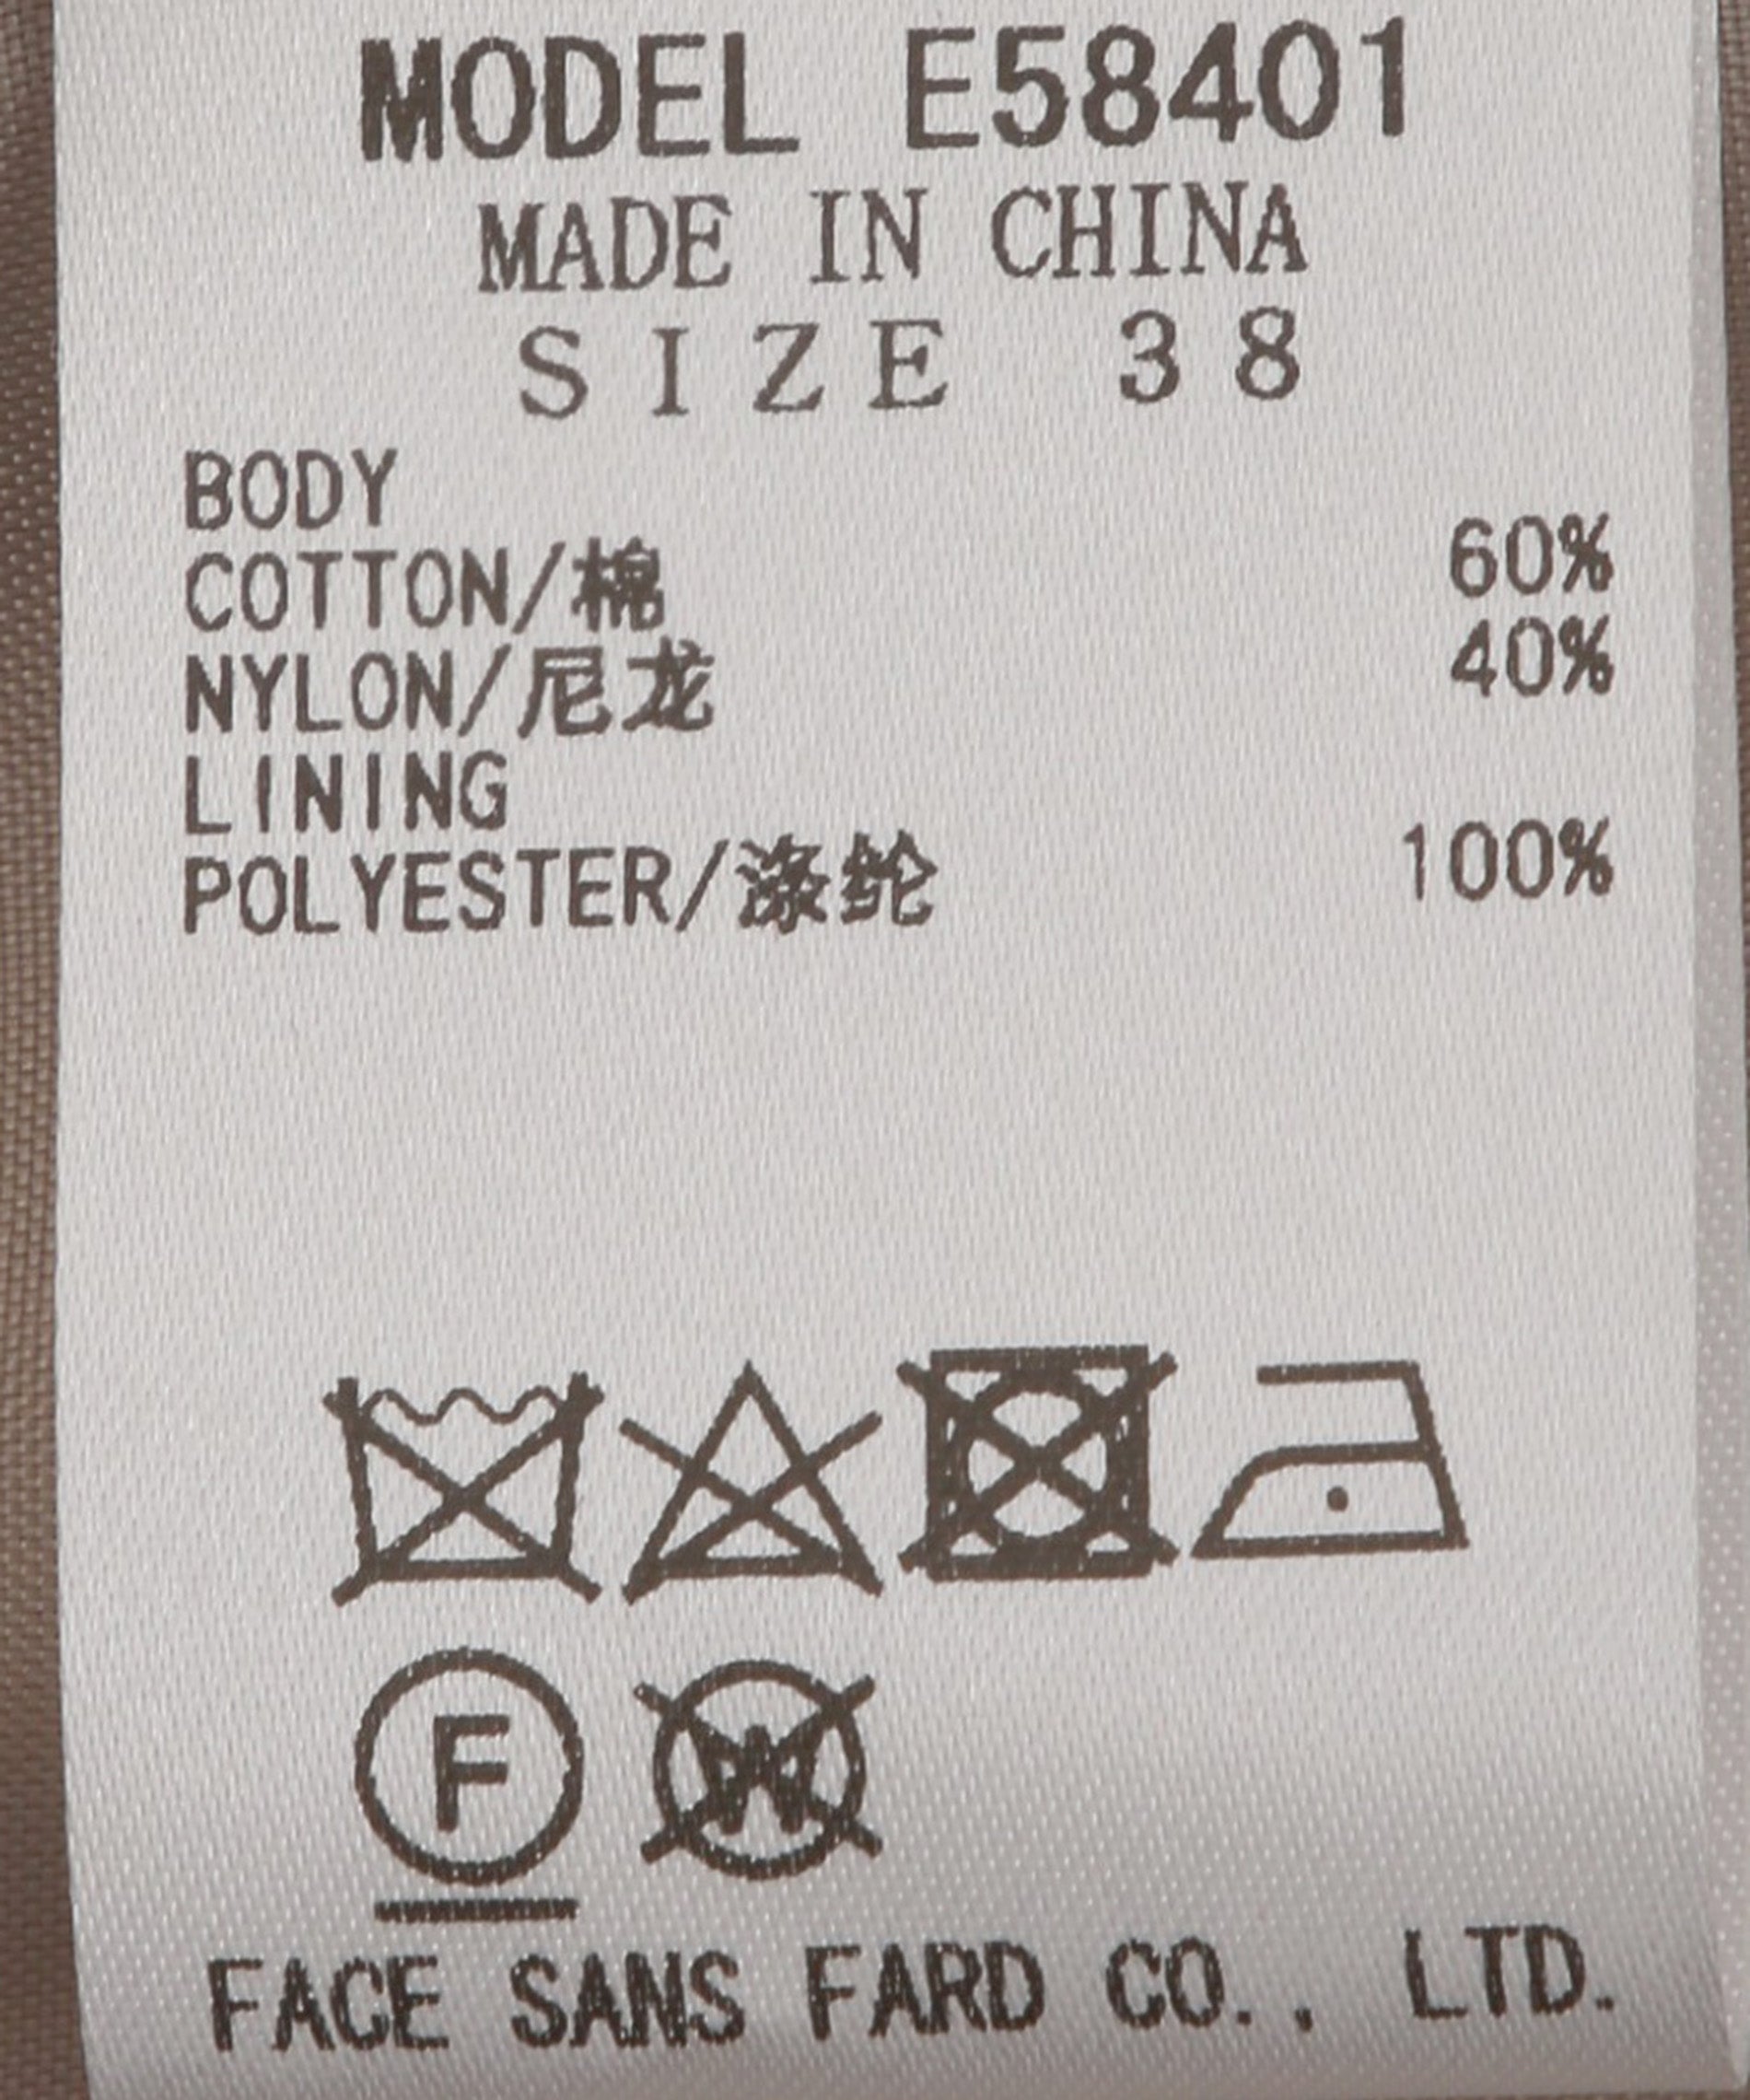 MODEL E58401
MADE IN CHINA
SIZE 38
BODY
COTTON/棉 60%
NYLON/尼龙 40%
LINING
POLYESTER/涤纶 100%
F
W
FACE SANS FARD CO., LTD.